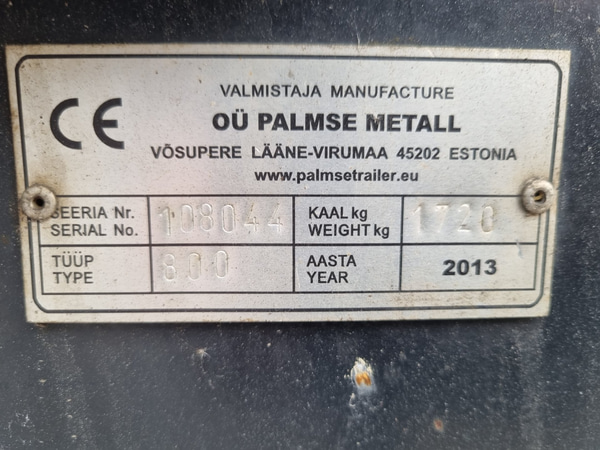 CE
VALMISTAJA MANUFACTURE
OÜ PALMSE METALL
VÕSUPERE LÄÄNE-VIRUMAA 45202 ESTONIA
www.palmsetrailer.eu
SEERIA Nr. 108044 KAAL kg 1720
SERIAL No. WEIGHT kg
TÜÜP 800 AASTA 2013
TYPE YEAR